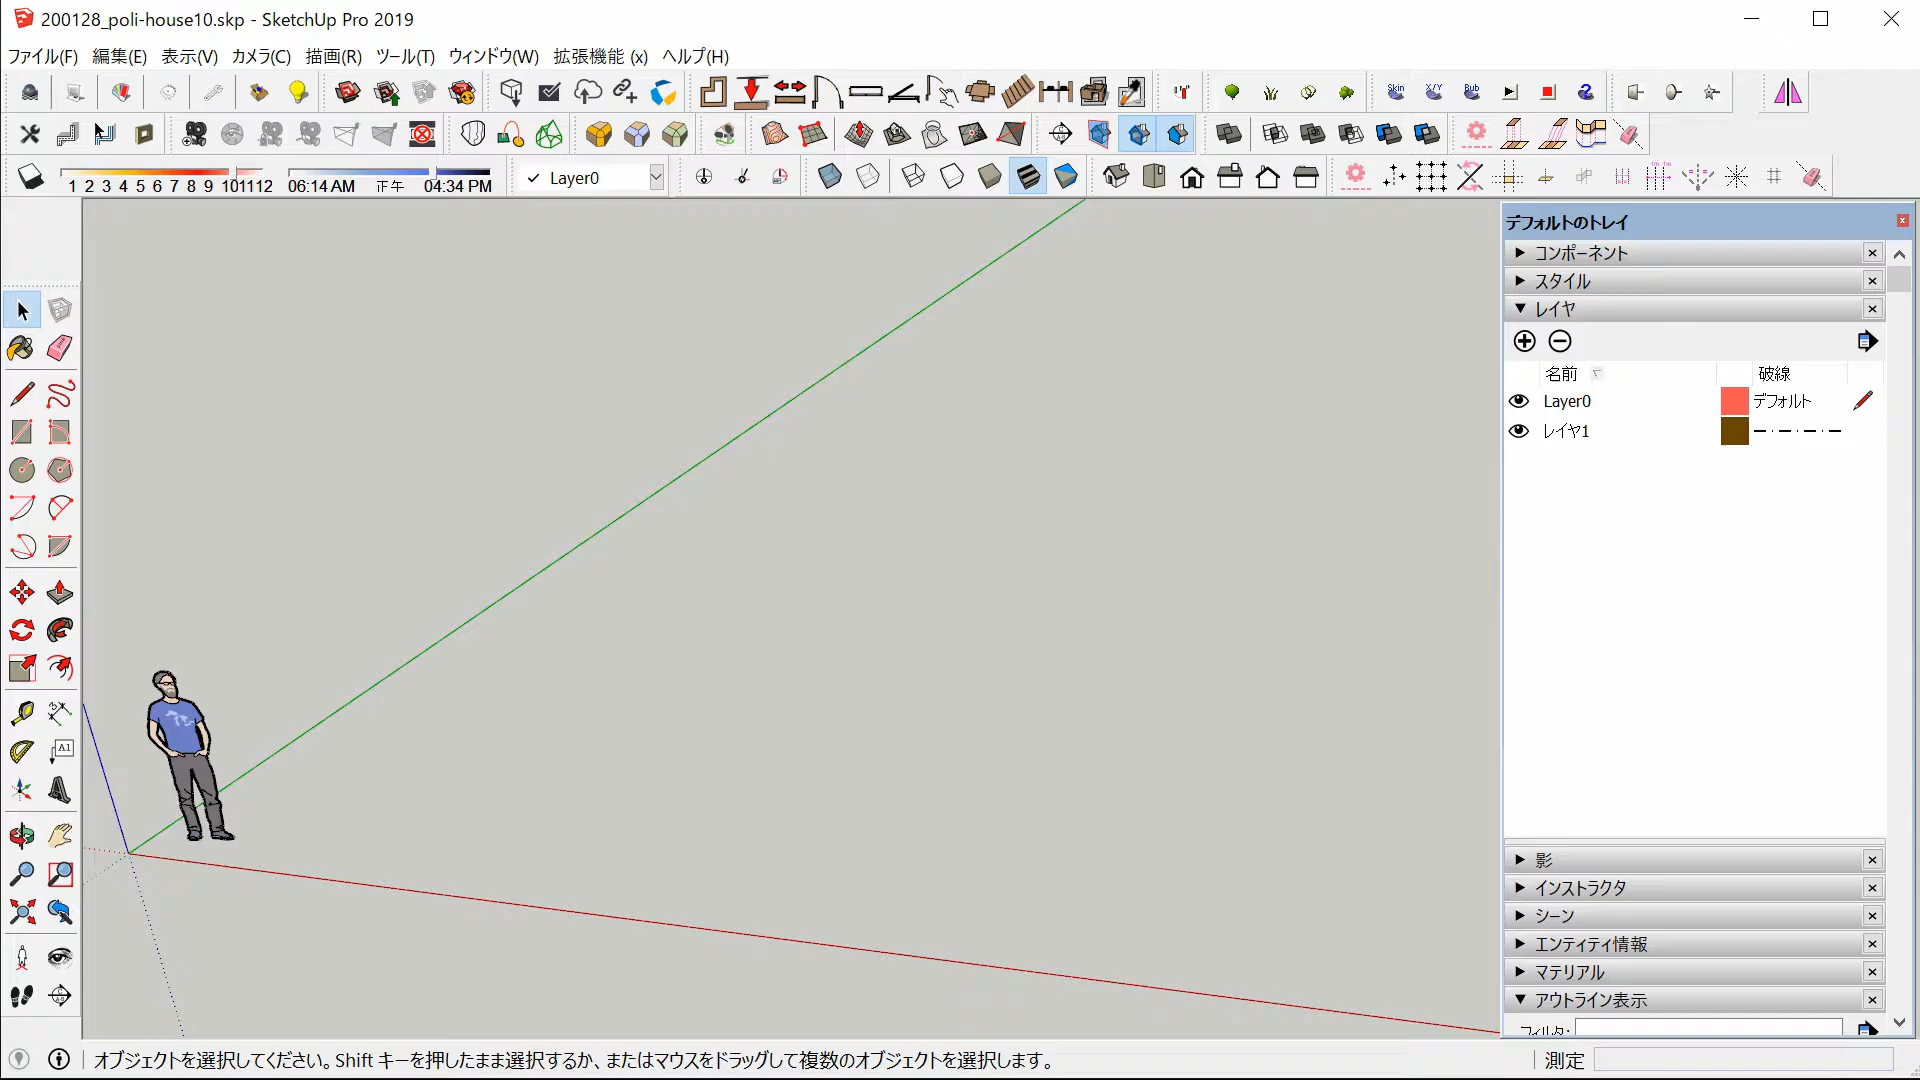 200128_poli-house10.skp - SketchUp Pro 2019
ファイル(F) 編集(E) 表示(V) カメラ(C) 描画(R) ツール(T) ウィンドウ(W) 拡張機能 (x) ヘルプ(H)
Skin X/Y Bub
1 2 3 4 5 6 7 8 9 101112 06:14 AM 正午 04:34 PM Layer0
デフォルトのトレイ
コンポーネント
スタイル
レイヤ
名前 破線
Layer0 デフォルト
レイヤ1
A1
影
インストラクタ
シーン
エンティティ情報
マテリアル
アウトライン表示
フィルタ:
オブジェクトを選択してください。Shift キーを押したまま選択するか、またはマウスをドラッグして複数のオブジェクトを選択します。 測定